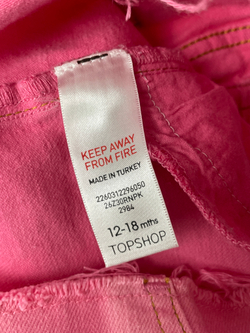 KEEP AWAY
FROM FIRE
MADE IN TURKEY
2260312296050
26Z30RNPK
2984
12-18 mths
TOPSHOP